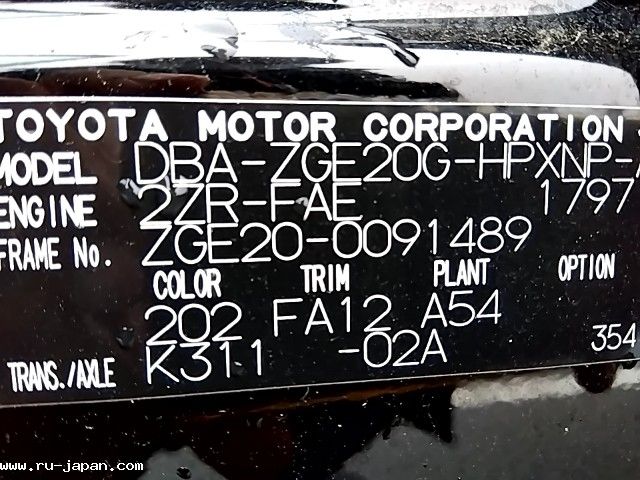 TOYOTA MOTOR CORPORATION
MODEL DBA-ZGE20G-HPXNP-
ENGINE 2ZR-FAE 1797
FRAME No. ZGE20-0091489
COLOR TRIM PLANT OPTION
202 FA12 A54
TRANS./AXLE K311 -02A 354
www.ru-japan.com